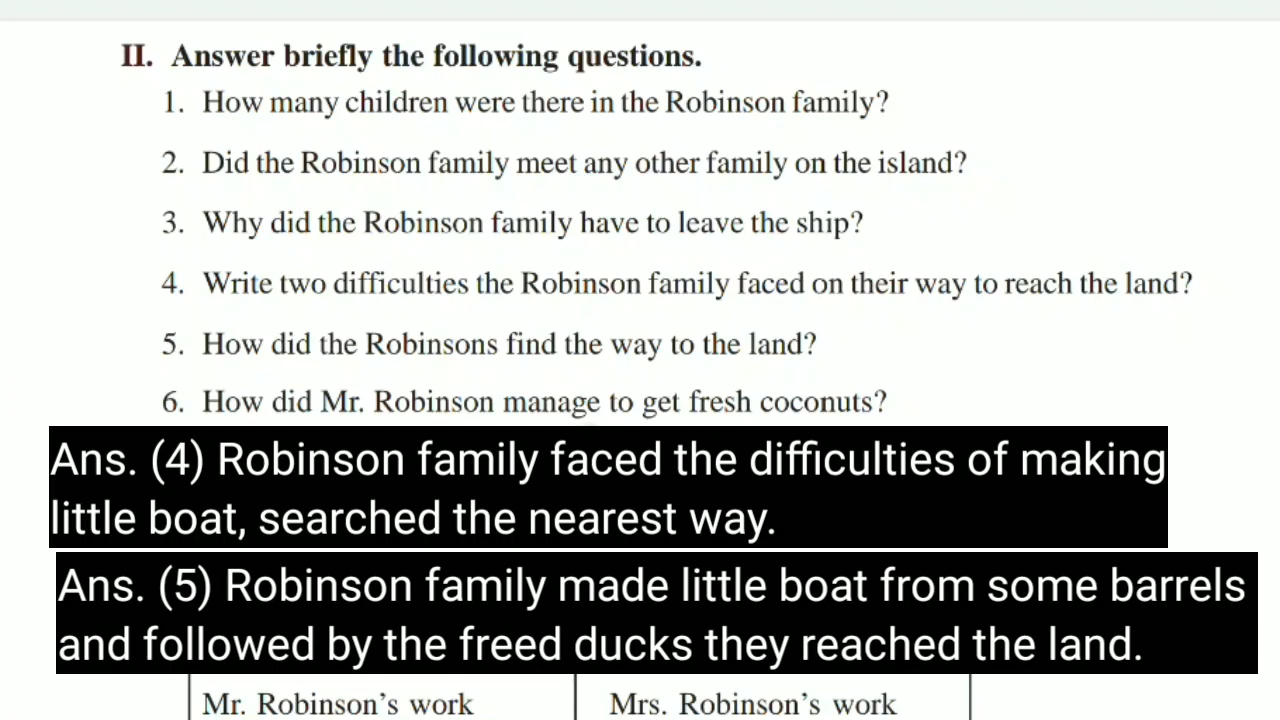 II. Answer briefly the following questions.
1. How many children were there in the Robinson family?
2. Did the Robinson family meet any other family on the island?
3. Why did the Robinson family have to leave the ship?
4. Write two difficulties the Robinson family faced on their way to reach the land?
5. How did the Robinsons find the way to the land?
6. How did Mr. Robinson manage to get fresh coconuts?
Ans. (4) Robinson family faced the difficulties of making
little boat, searched the nearest way.
Ans. (5) Robinson family made little boat from some barrels
and followed by the freed ducks they reached the land.
Mr. Robinson's work Mrs. Robinson's work